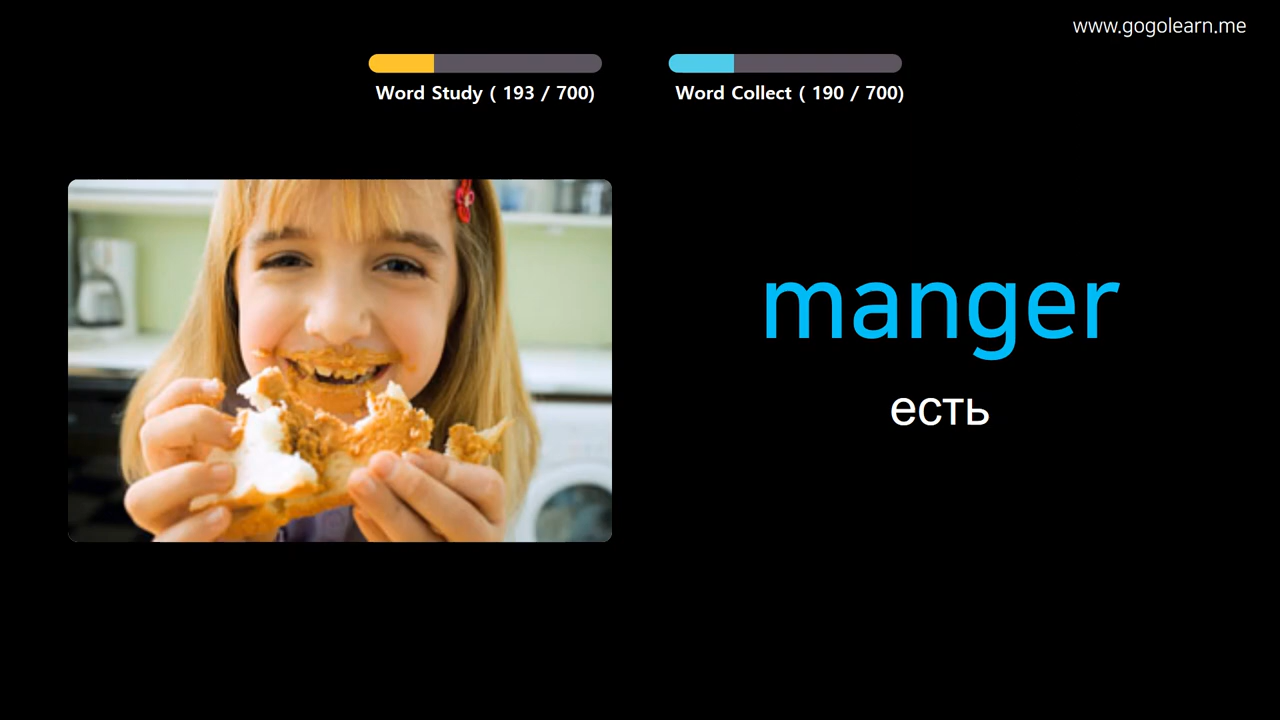 www.gogolearn.me
Word Study ( 193 / 700)
Word Collect ( 190 / 700)
manger
есть